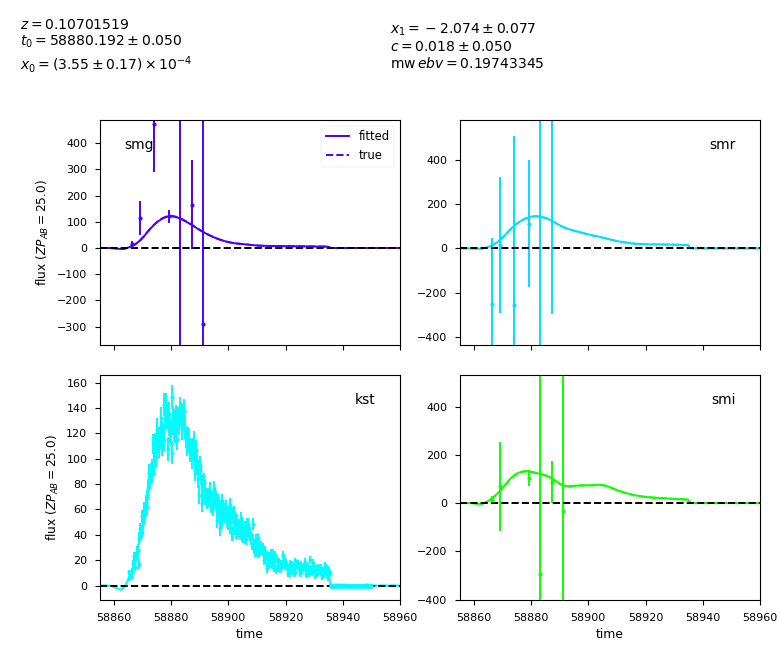 z = 0.10701519
t₀ = 58880.192 ± 0.050
x₀ = (3.55 ± 0.17) × 10⁻⁴
x₁ = −2.074 ± 0.077
c = 0.018 ± 0.050
mw ebv = 0.19743345
smg
fitted
true
400
300
200
100
0
−100
−200
−300
flux (ZP_AB = 25.0)
smr
400
200
0
−200
−400
kst
160
140
120
100
80
60
40
20
0
flux (ZP_AB = 25.0)
58860 58880 58900 58920 58940 58960
time
smi
400
200
0
−200
−400
58860 58880 58900 58920 58940 58960
time